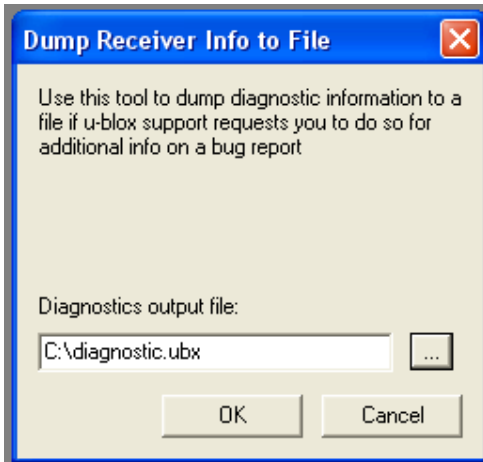 Dump Receiver Info to File
Use this tool to dump diagnostic information to a
file if u-blox support requests you to do so for
additional info on a bug report
Diagnostics output file:
C:\diagnostic.ubx
...
OK
Cancel